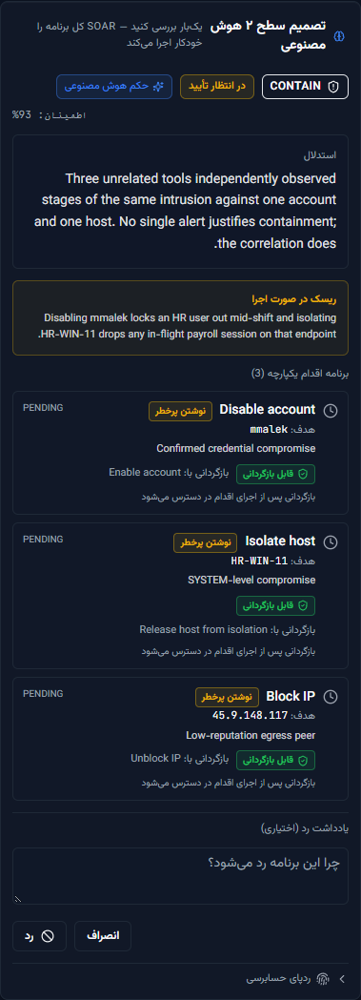 تصمیم سطح ۲ هوش مصنوعی
یک‌بار بررسی کنید — SOAR کل برنامه را خودکار اجرا می‌کند
CONTAIN
در انتظار تأیید
حکم هوش مصنوعی
اطمینان: 93%
استدلال
Three unrelated tools independently observed
stages of the same intrusion against one account
and one host. No single alert justifies containment;
the correlation does.
ریسک در صورت اجرا
Disabling mmalek locks an HR user out mid-shift and isolating
HR-WIN-11 drops any in-flight payroll session on that endpoint.
برنامه اقدام یکپارچه (3)
Disable account نوشتن پرخطر PENDING
هدف: mmalek
Confirmed credential compromise
قابل بازگردانی بازگردانی با: Enable account
بازگردانی پس از اجرای اقدام در دسترس می‌شود
Isolate host نوشتن پرخطر PENDING
هدف: HR-WIN-11
SYSTEM-level compromise
قابل بازگردانی
بازگردانی با: Release host from isolation
بازگردانی پس از اجرای اقدام در دسترس می‌شود
Block IP نوشتن پرخطر PENDING
هدف: 45.9.148.117
Low-reputation egress peer
قابل بازگردانی بازگردانی با: Unblock IP
بازگردانی پس از اجرای اقدام در دسترس می‌شود
یادداشت رد (اختیاری)
چرا این برنامه رد می‌شود؟
انصراف
رد
ردپای حسابرسی